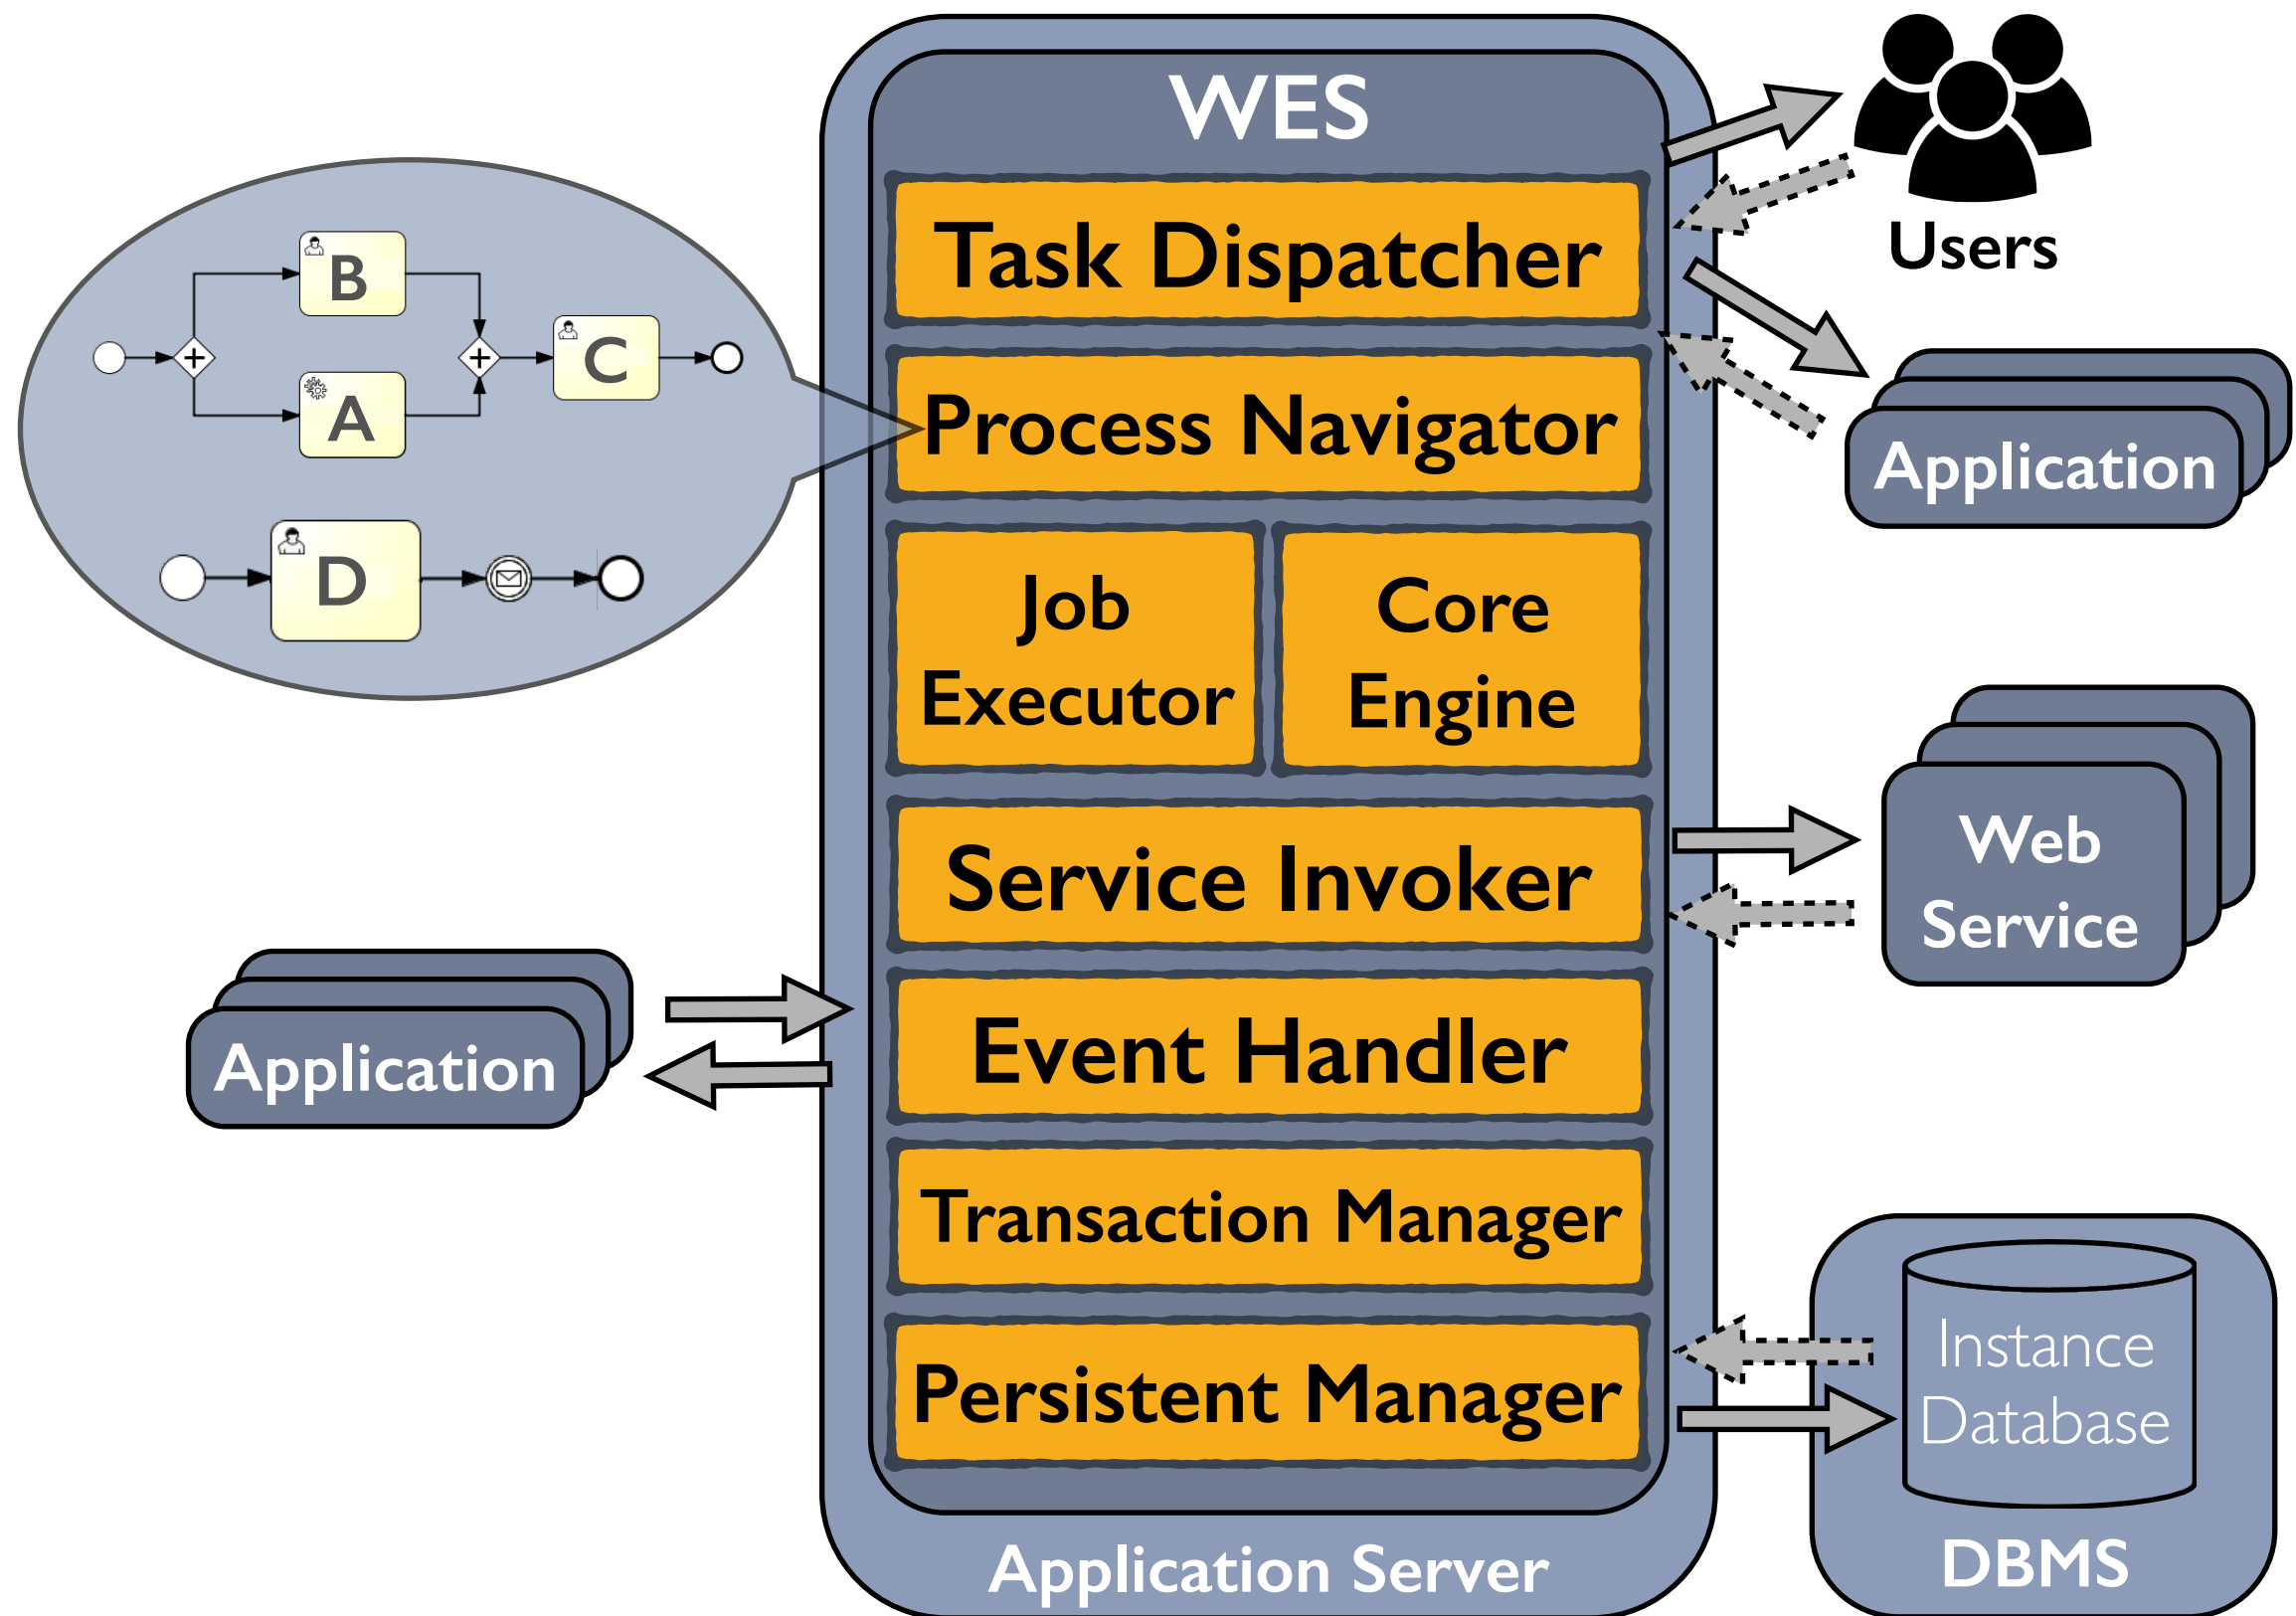 WES
Task Dispatcher
Users
B
A
C
D
Process Navigator
Application
Job
Executor
Core
Engine
Service Invoker
Web
Service
Application
Event Handler
Transaction Manager
Persistent Manager
Instance
Database
DBMS
Application Server